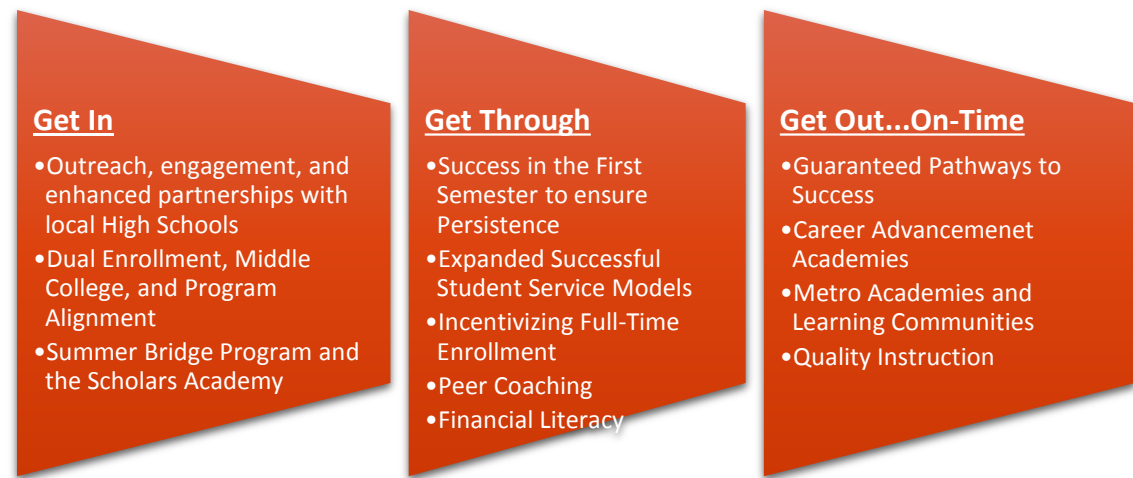 Get In
•Outreach, engagement, and
enhanced partnerships with
local High Schools
•Dual Enrollment, Middle
College, and Program
Alignment
•Summer Bridge Program and
the Scholars Academy
Get Through
•Success in the First
Semester to ensure
Persistence
•Expanded Successful
Student Service Models
•Incentivizing Full-Time
Enrollment
•Peer Coaching
•Financial Literacy
Get Out...On-Time
•Guaranteed Pathways to
Success
•Career Advancemenet
Academies
•Metro Academies and
Learning Communities
•Quality Instruction